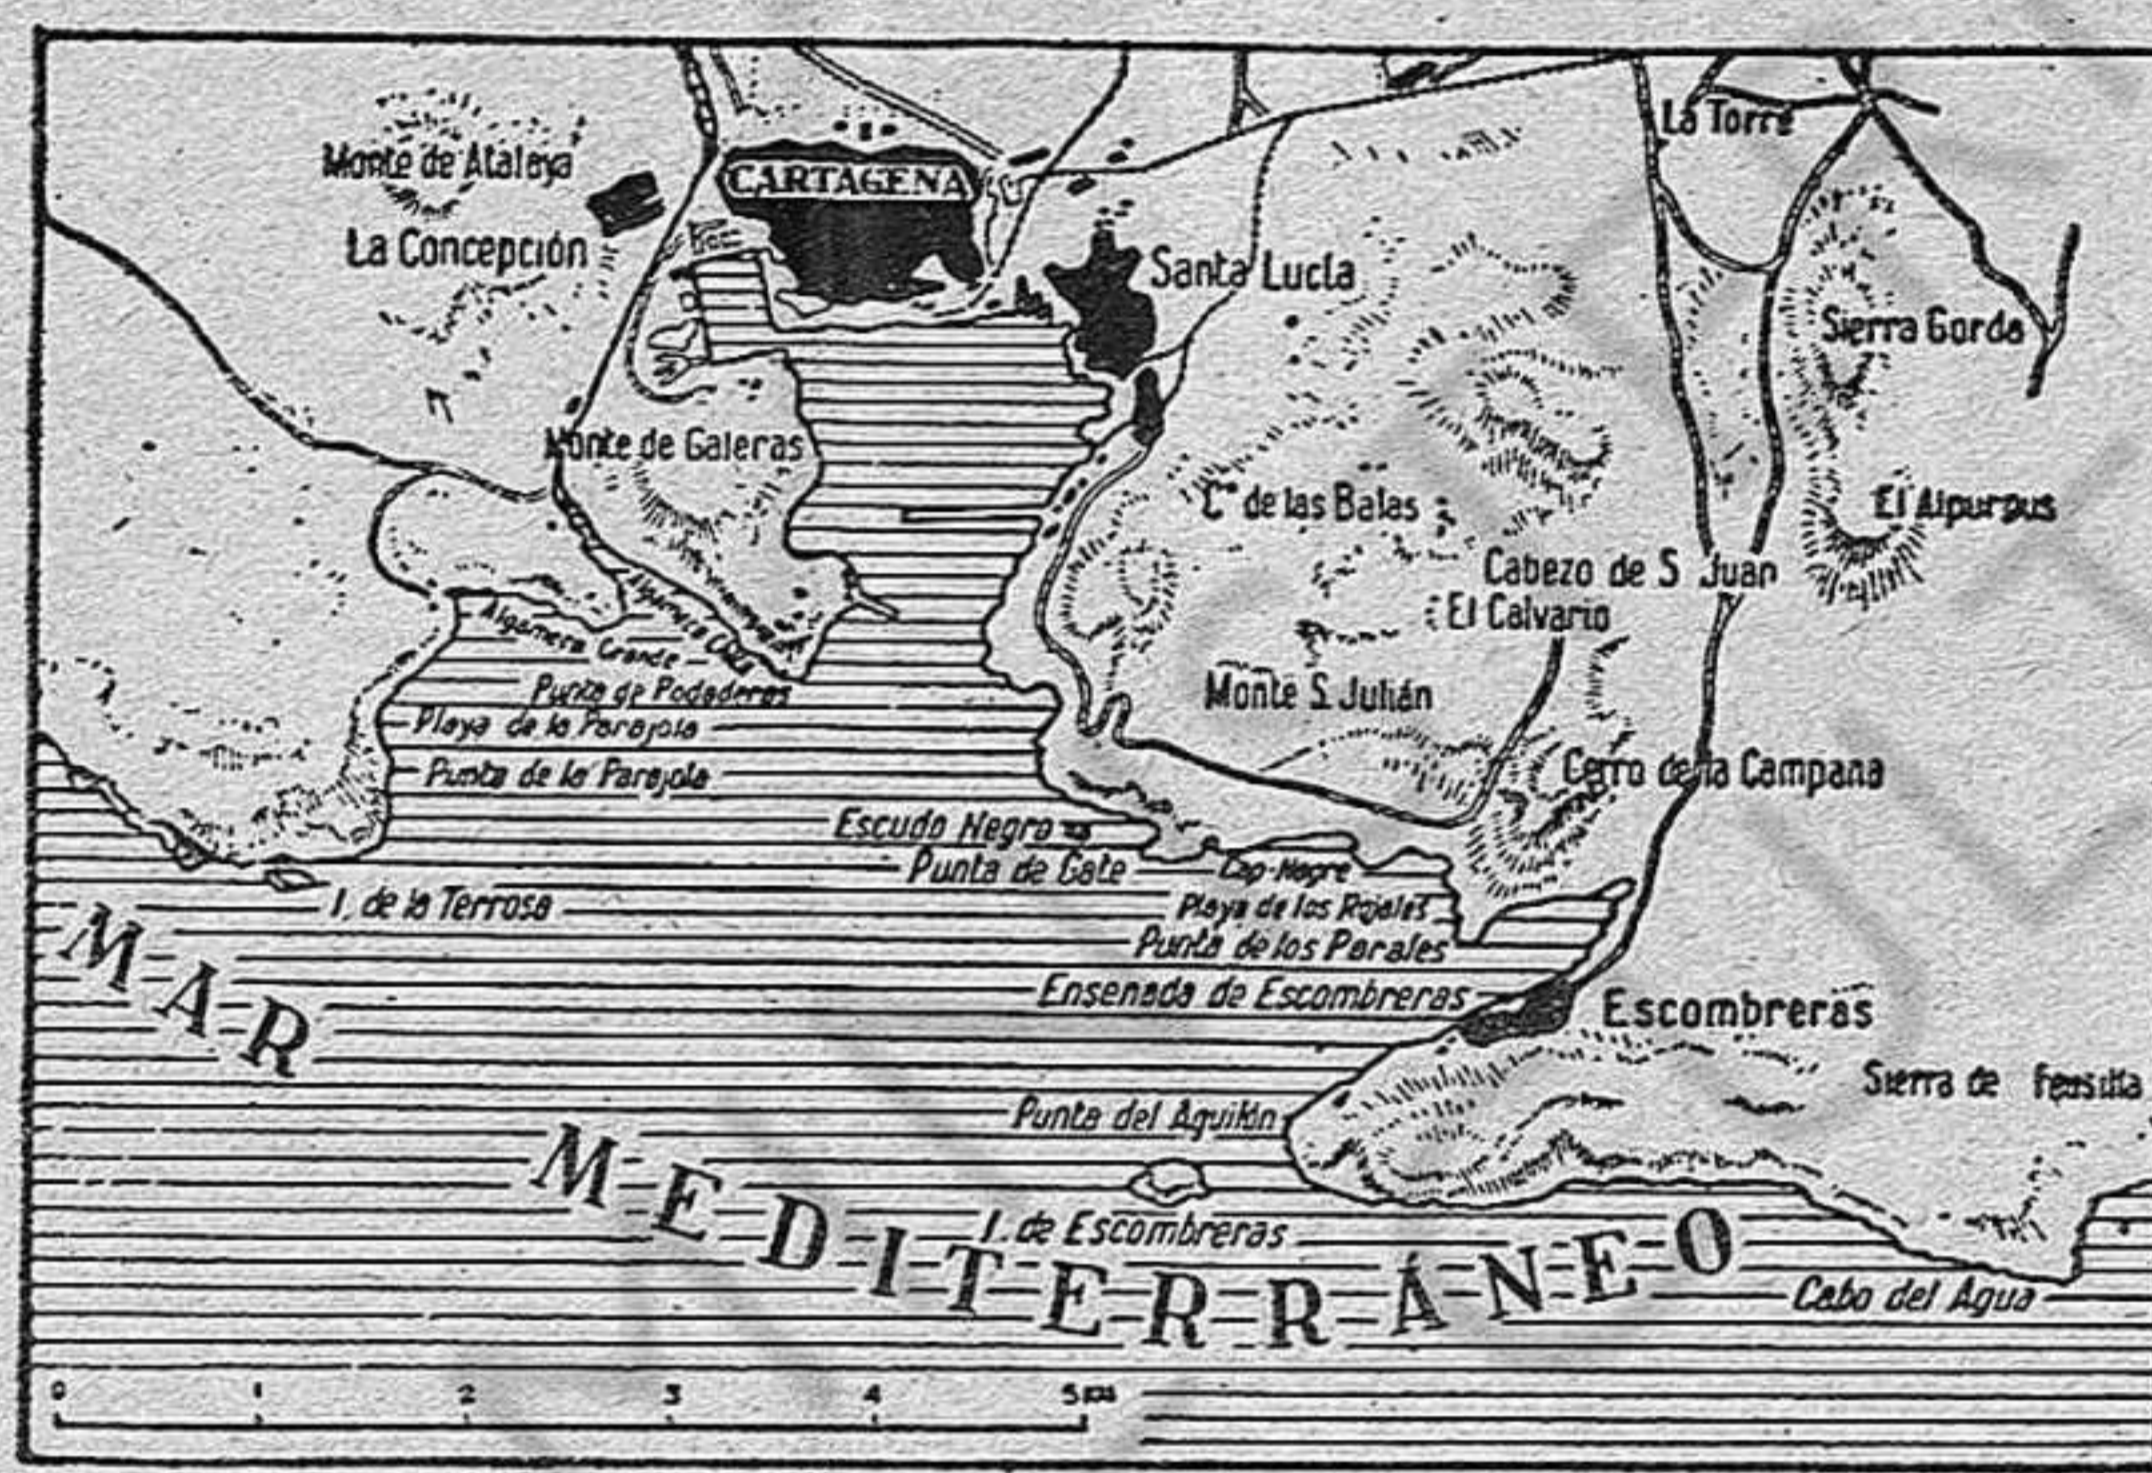 La Torre
Monte de Atalaya
CARTAGENA
La Concepción
Santa Lucía
Sierra Gorda
Monte de Galeras
Cº de las Balas
El Alpurpus
Cabezo de S. Juan
El Calvario
Algameca Grande
Algameca Chica
Punta de Podaderas
Monte S. Julián
Playa de la Parajola
Punta de la Parajola
Cerro de la Campana
Escudo Negro
Punta de Gate
Cap-Negre
I. de la Terrosa
Playa de los Rojales
Punta de los Parales
Ensenada de Escombreras
Escombreras
MAR
Sierra de
Punta del Aguilón
I. de Escombreras
MEDITERRÁNEO
Cabo del Agua
0 1 2 3 4 5